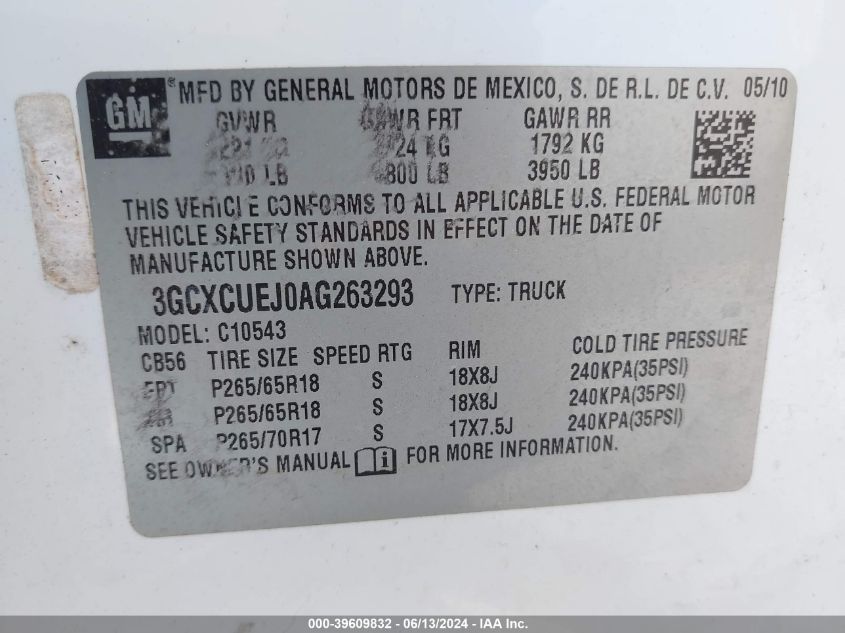 GM ® MFD BY GENERAL MOTORS DE MEXICO, S. DE R.L. DE C.V. 05/10
GVWR GAWR FRT GAWR RR
1792 KG
LB 3950 LB
THIS VEHICLE CONFORMS TO ALL APPLICABLE U.S. FEDERAL MOTOR
VEHICLE SAFETY STANDARDS IN EFFECT ON THE DATE OF
MANUFACTURE SHOWN ABOVE.
3GCXCUEJ0AG263293 TYPE: TRUCK
MODEL: C10543
CB56 TIRE SIZE SPEED RTG RIM COLD TIRE PRESSURE
FRT P265/65R18 S 18X8J 240KPA(35PSI)
RR P265/65R18 S 18X8J 240KPA(35PSI)
SPA P265/70R17 S 17X7.5J 240KPA(35PSI)
SEE OWNER'S MANUAL i FOR MORE INFORMATION.
000-39609832 - 06/13/2024 - IAA Inc.